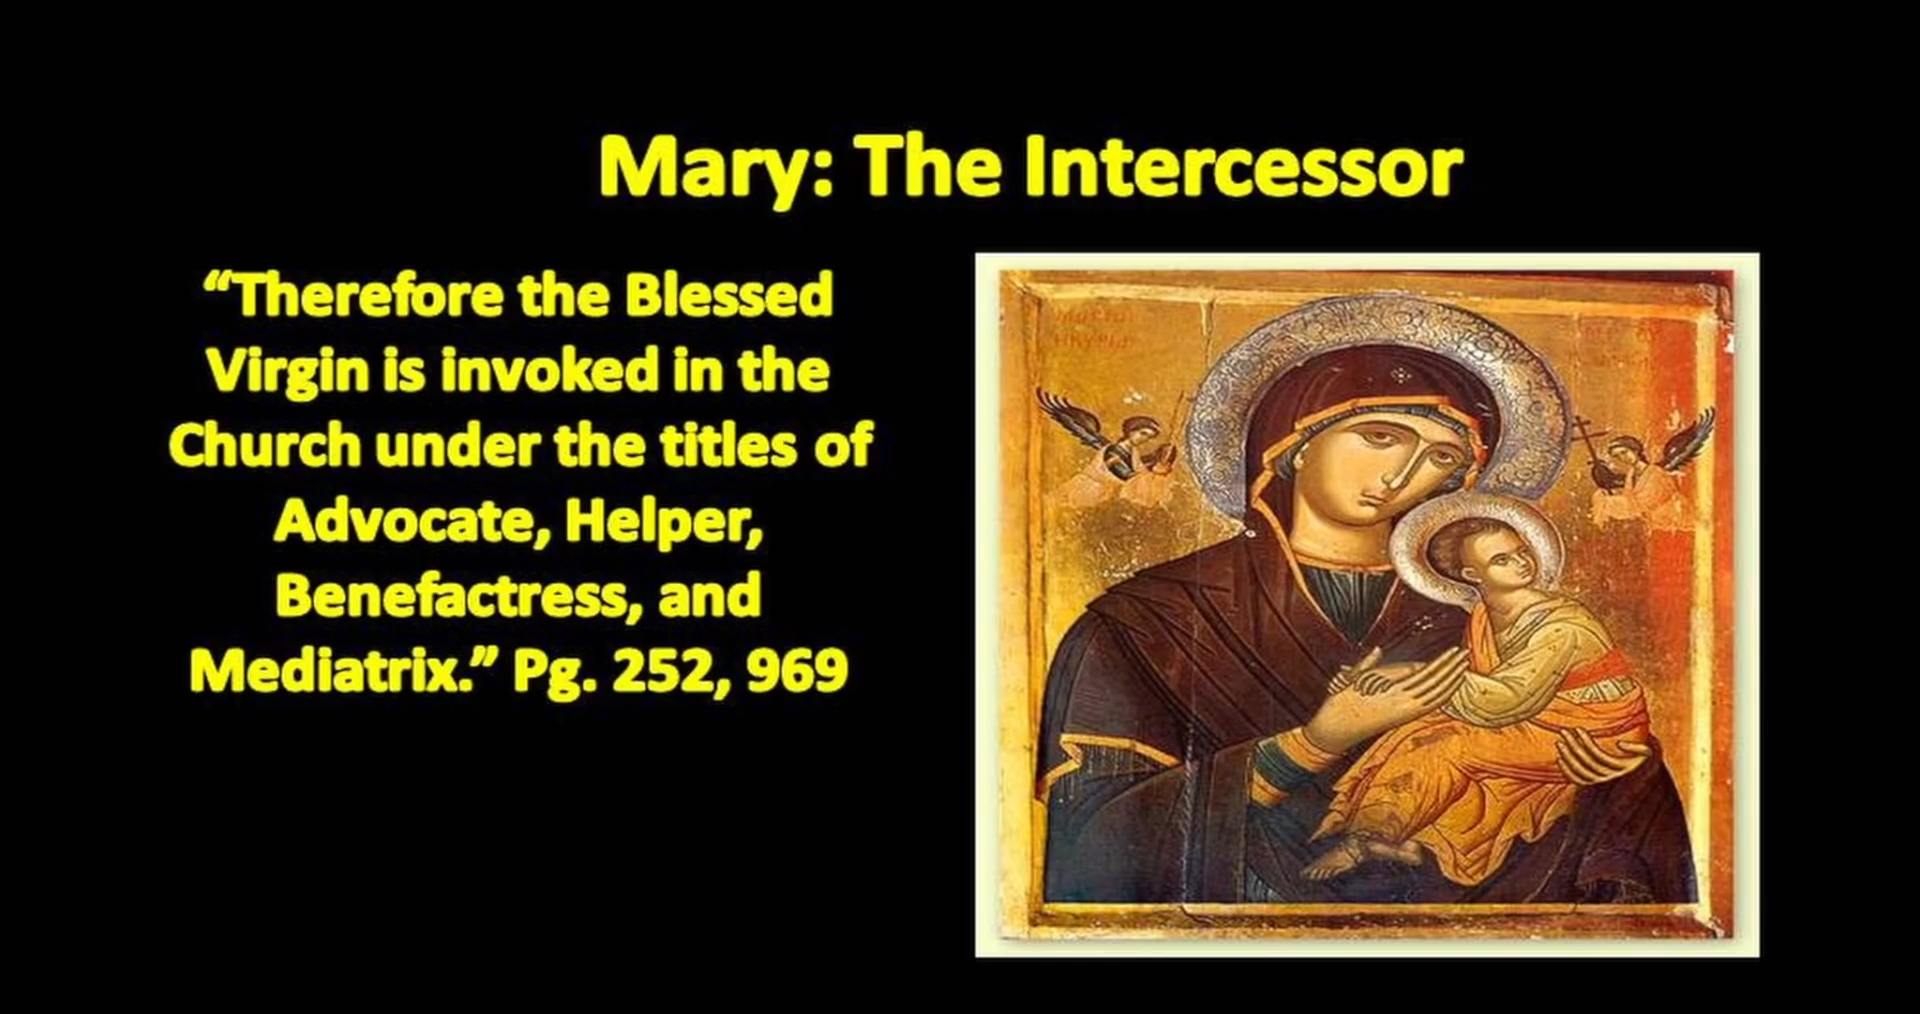 Mary: The Intercessor
“Therefore the Blessed
Virgin is invoked in the
Church under the titles of
Advocate, Helper,
Benefactress, and
Mediatrix.” Pg. 252, 969